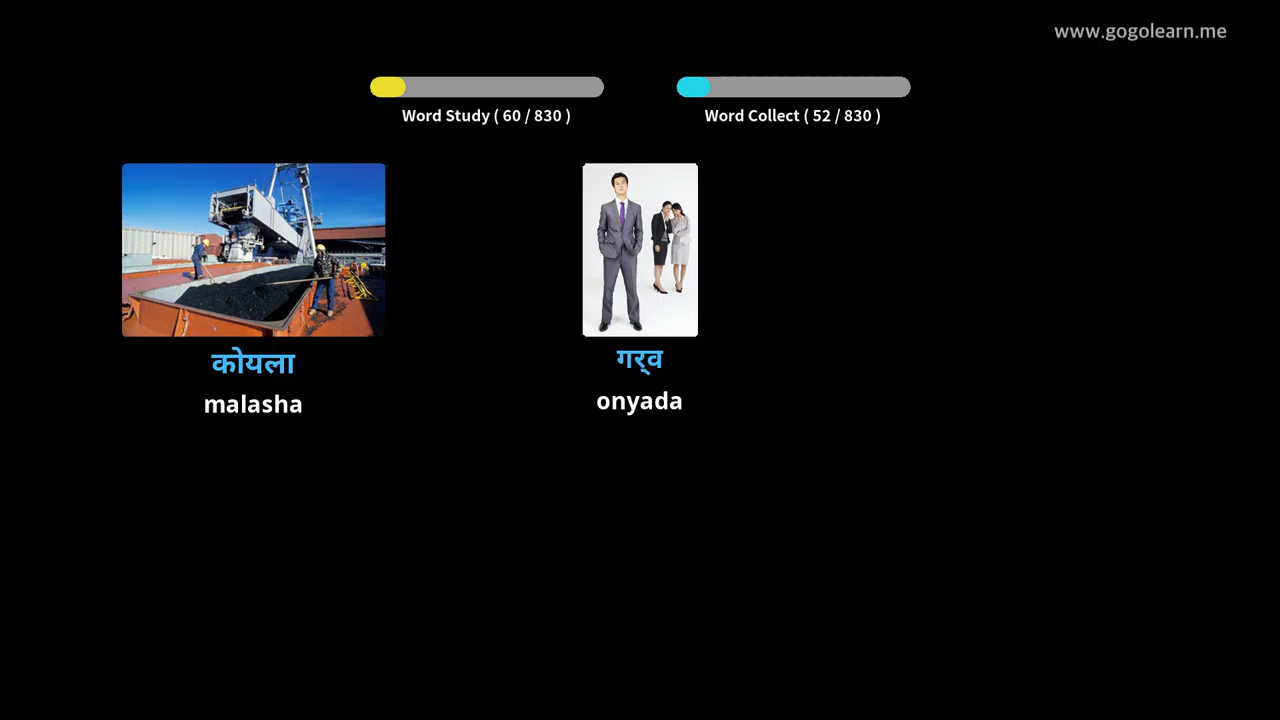 www.gogolearn.me
Word Study ( 60 / 830 )
Word Collect ( 52 / 830 )
कोयला
malasha
गर्‌व
onyada